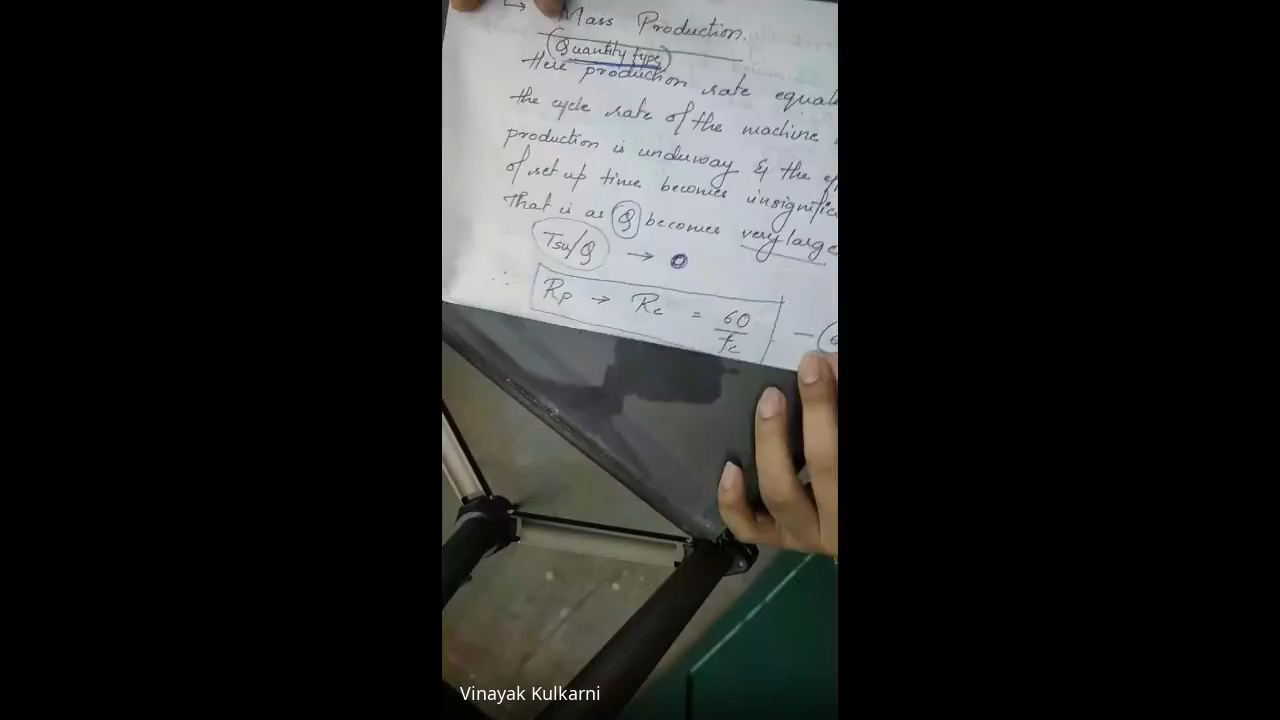 ↳ Mass Production.
(Quantity type)
Here production rate equal
the cycle rate of the machine
production is underway & the
of set up time becomes insignific
that is as Q becomes very large
Tsu/Q → 0
∴ Rp → Rc = 60/Tc —
Vinayak Kulkarni